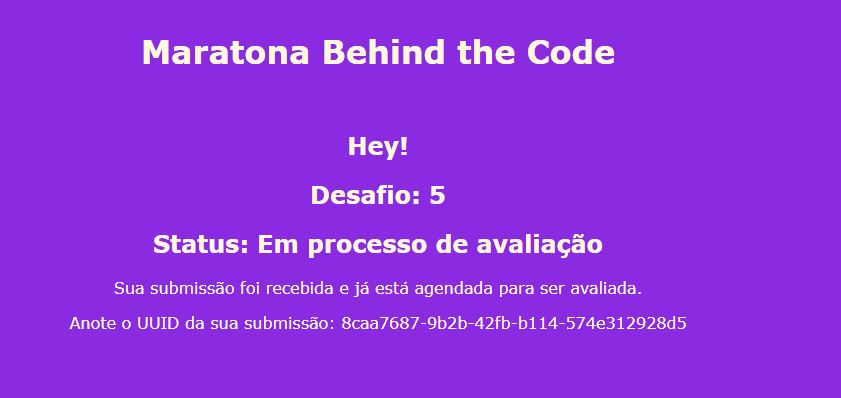 Maratona Behind the Code
Hey!
Desafio: 5
Status: Em processo de avaliação
Sua submissão foi recebida e já está agendada para ser avaliada.
Anote o UUID da sua submissão: 8caa7687-9b2b-42fb-b114-574e312928d5